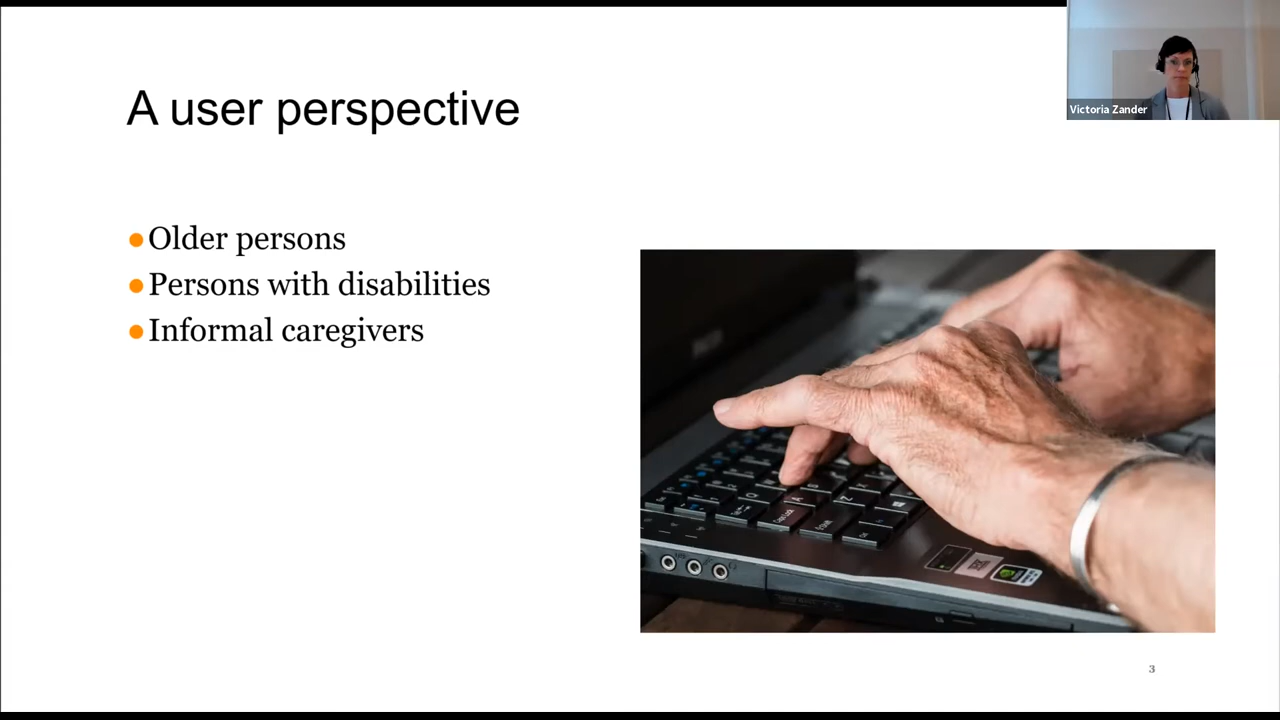 A user perspective
Victoria Zander
Older persons
Persons with disabilities
Informal caregivers
3